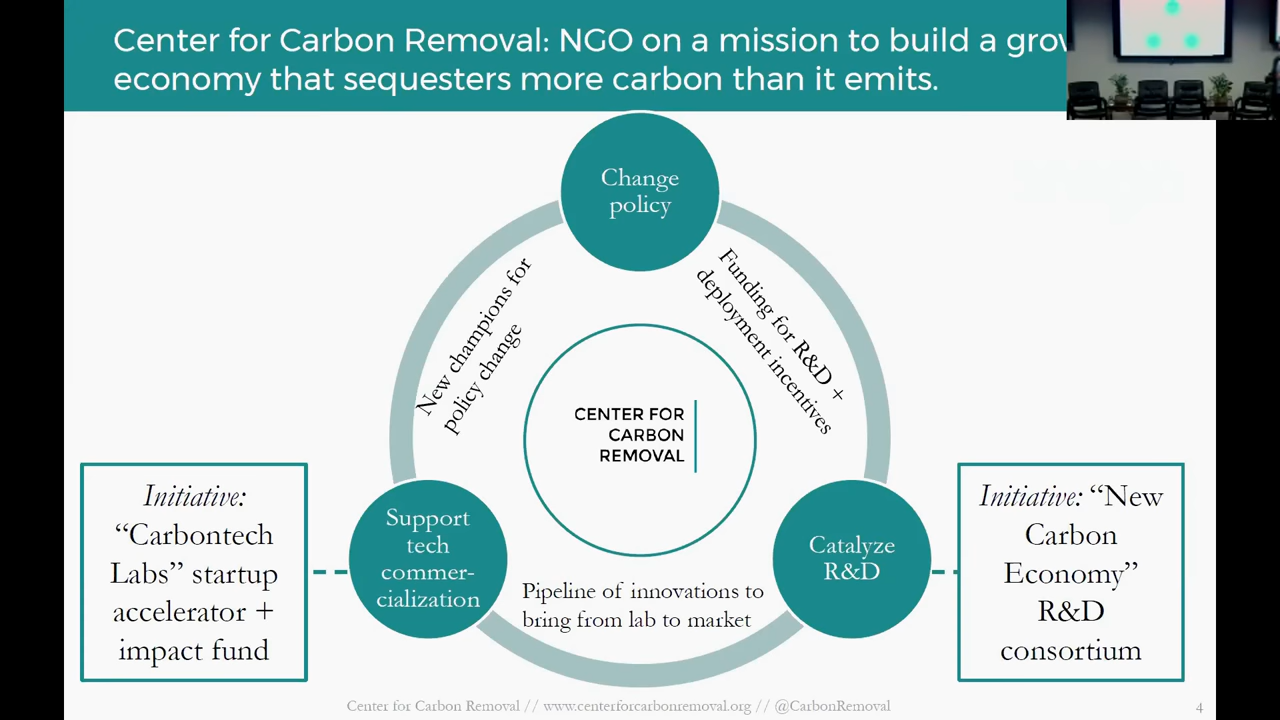 Center for Carbon Removal: NGO on a mission to build a
economy that sequesters more carbon than it emits.
Change
policy
New champions for
policy change
Funding for R&D +
deployment incentives
CENTER FOR
CARBON
REMOVAL
Initiative:
“Carbontech
Labs” startup
accelerator +
impact fund
Support
tech
commer-
cialization
Pipeline of innovations to
bring from lab to market
Catalyze
R&D
Initiative: “New
Carbon
Economy”
R&D
consortium
Center for Carbon Removal // www.centerforcarbonremoval.org // @CarbonRemoval
4